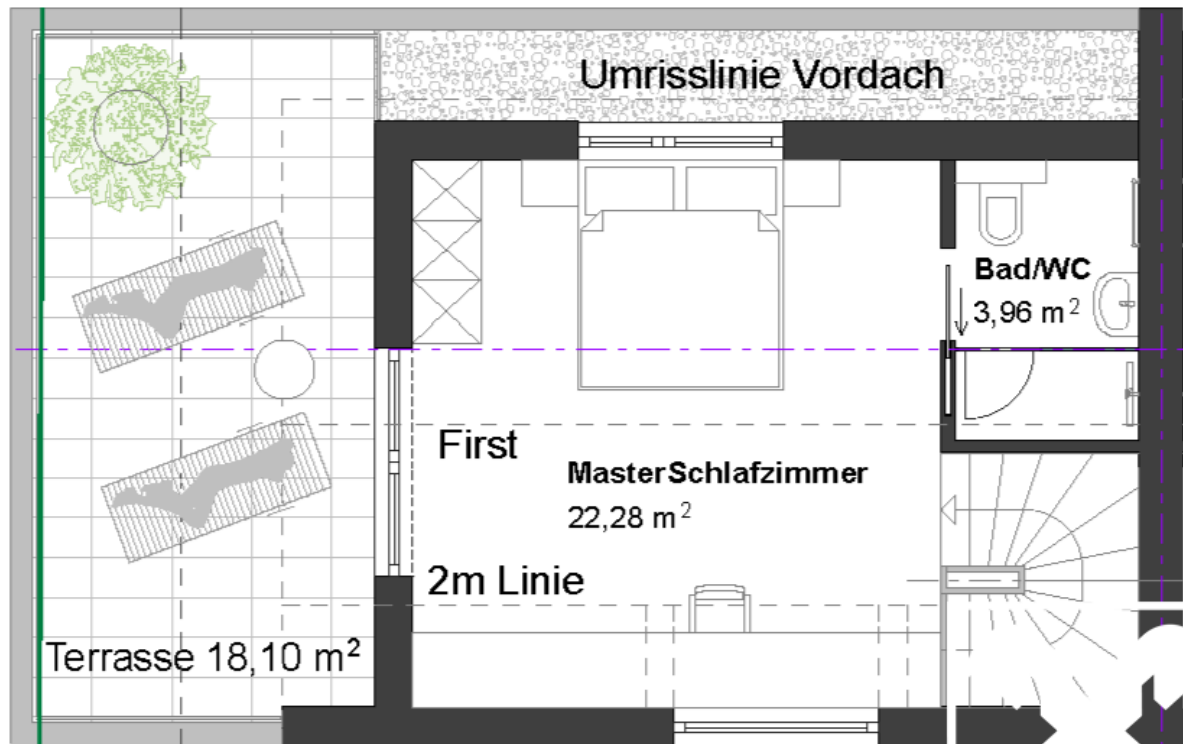 Umrisslinie Vordach
Bad/WC
3,96 m²
First
MasterSchlafzimmer
22,28 m²
2m Linie
Terrasse 18,10 m²